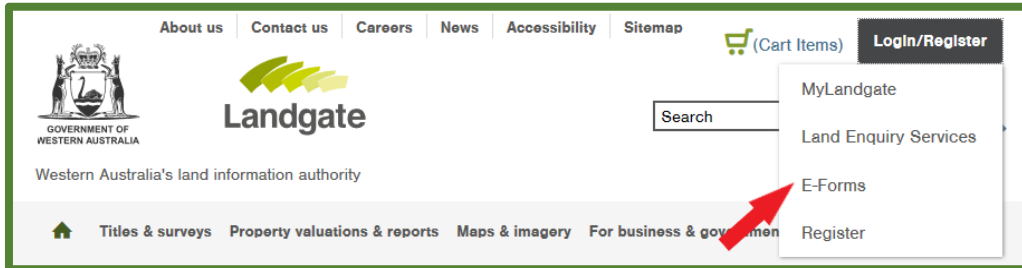 About us Contact us Careers News Accessibility Sitemap
(Cart Items) Login/Register
MyLandgate
GOVERNMENT OF
WESTERN AUSTRALIA
Landgate
Search
Land Enquiry Services
Western Australia's land information authority
E-Forms
Titles & surveys Property valuations & reports Maps & imagery For business &
Register